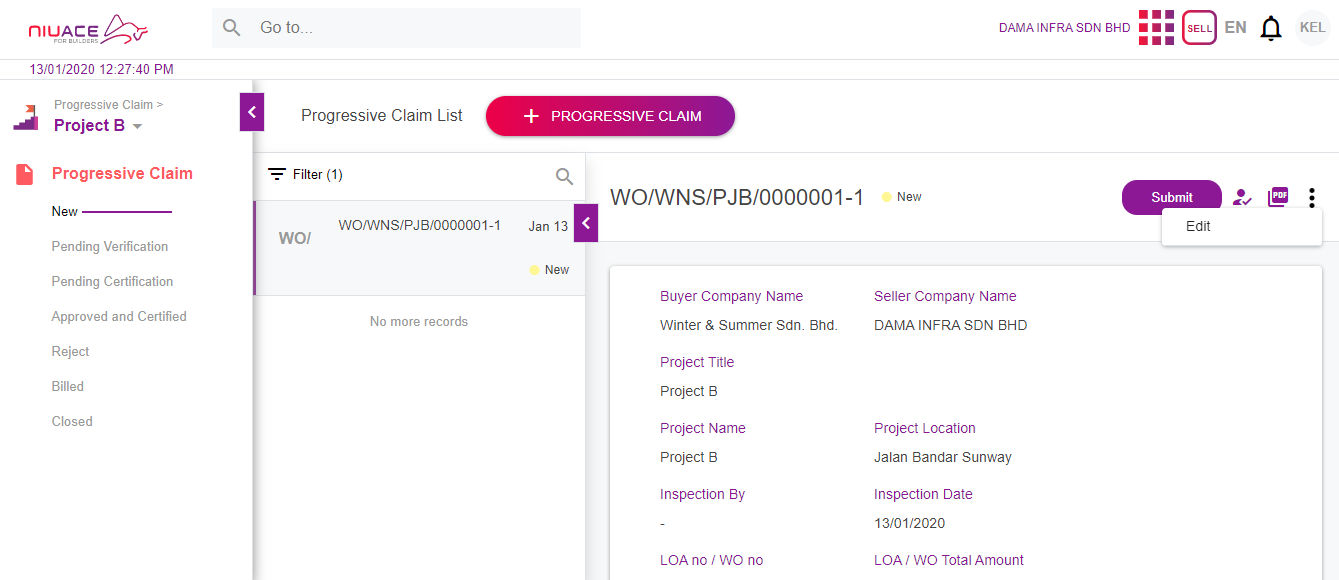 NIUACE
FOR BUILDERS
Go to...
DAMA INFRA SDN BHD
SELL
EN
KEL
13/01/2020 12:27:40 PM
Progressive Claim >
Project B
Progressive Claim
New
Pending Verification
Pending Certification
Approved and Certified
Reject
Billed
Closed
Progressive Claim List
+ PROGRESSIVE CLAIM
Filter (1)
WO/
WO/WNS/PJB/0000001-1
Jan 13
New
No more records
WO/WNS/PJB/0000001-1
New
Submit
PDF
Edit
Buyer Company Name
Seller Company Name
Winter & Summer Sdn. Bhd.
DAMA INFRA SDN BHD
Project Title
Project B
Project Name
Project Location
Project B
Jalan Bandar Sunway
Inspection By
Inspection Date
-
13/01/2020
LOA no / WO no
LOA / WO Total Amount